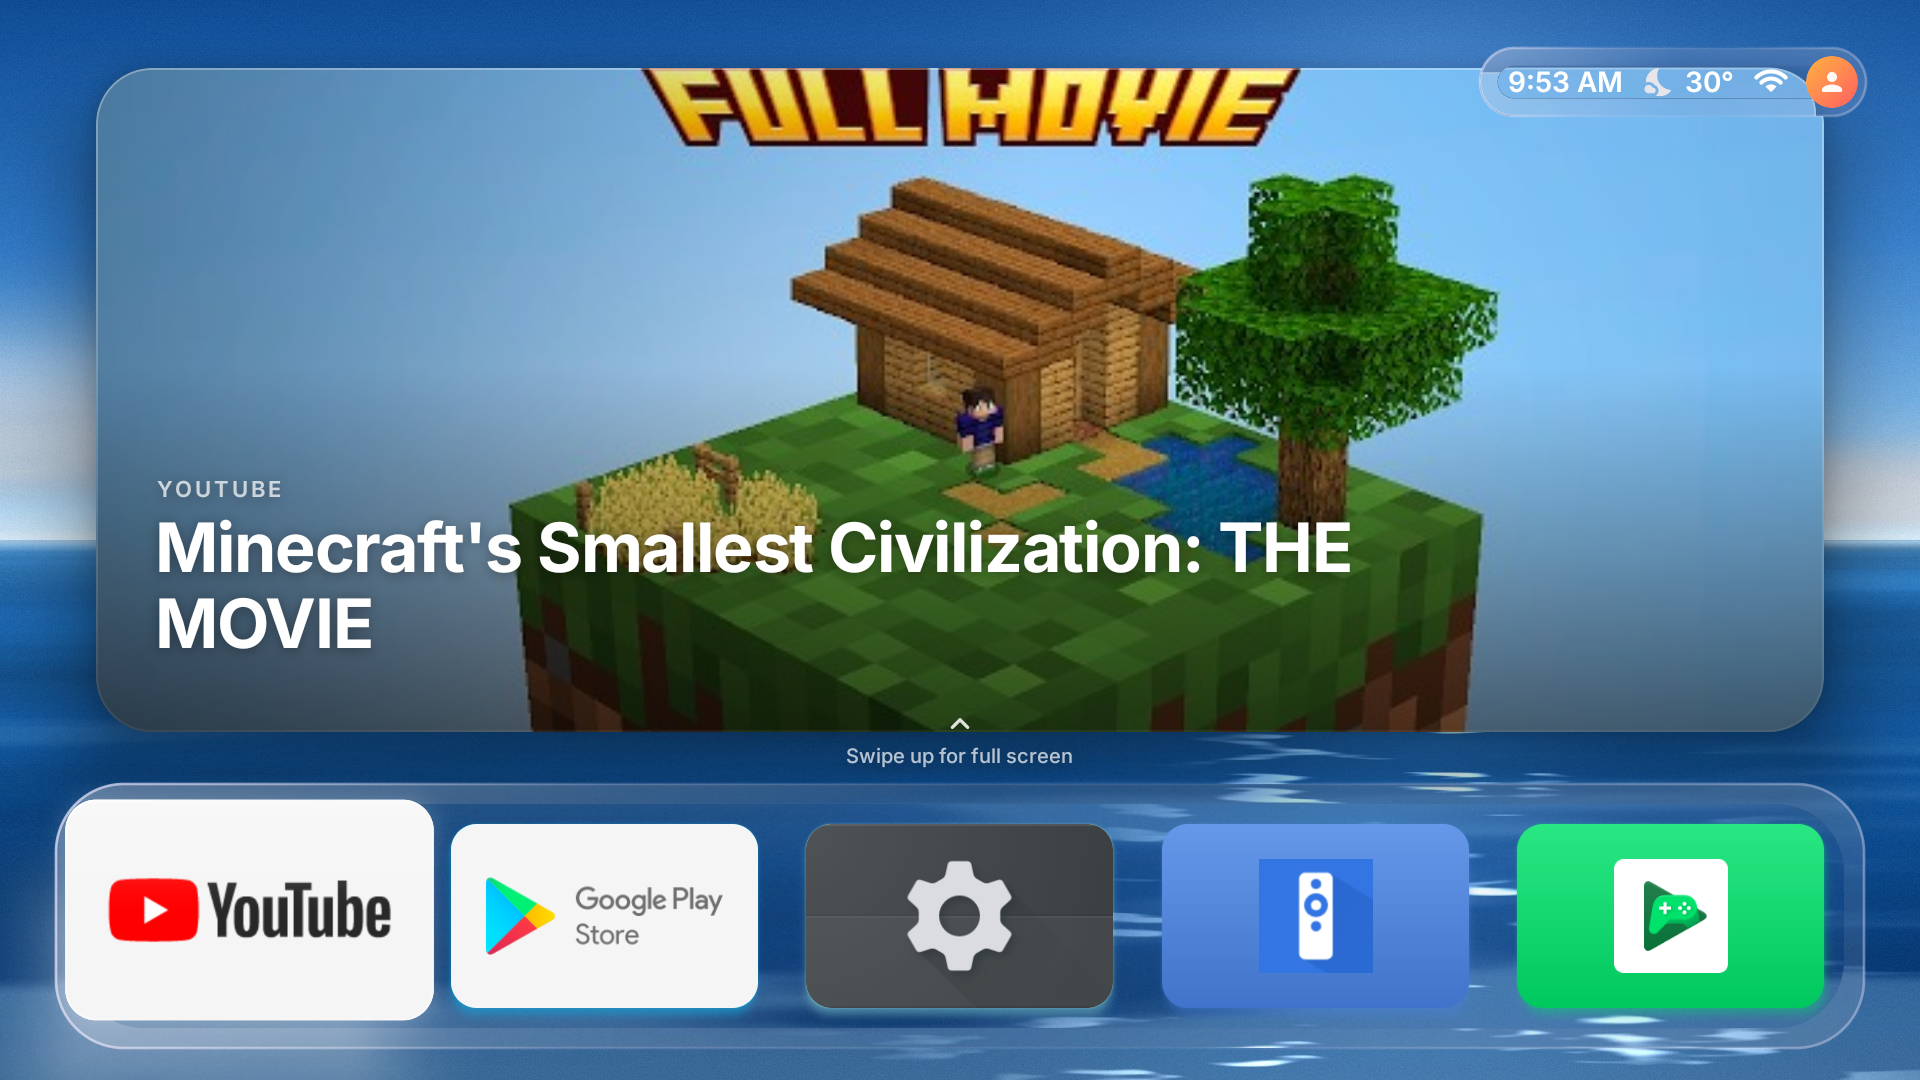 FULL MOVIE
9:53 AM 30°
YOUTUBE
Minecraft's Smallest Civilization: THE
MOVIE
Swipe up for full screen
YouTube
Google Play
Store